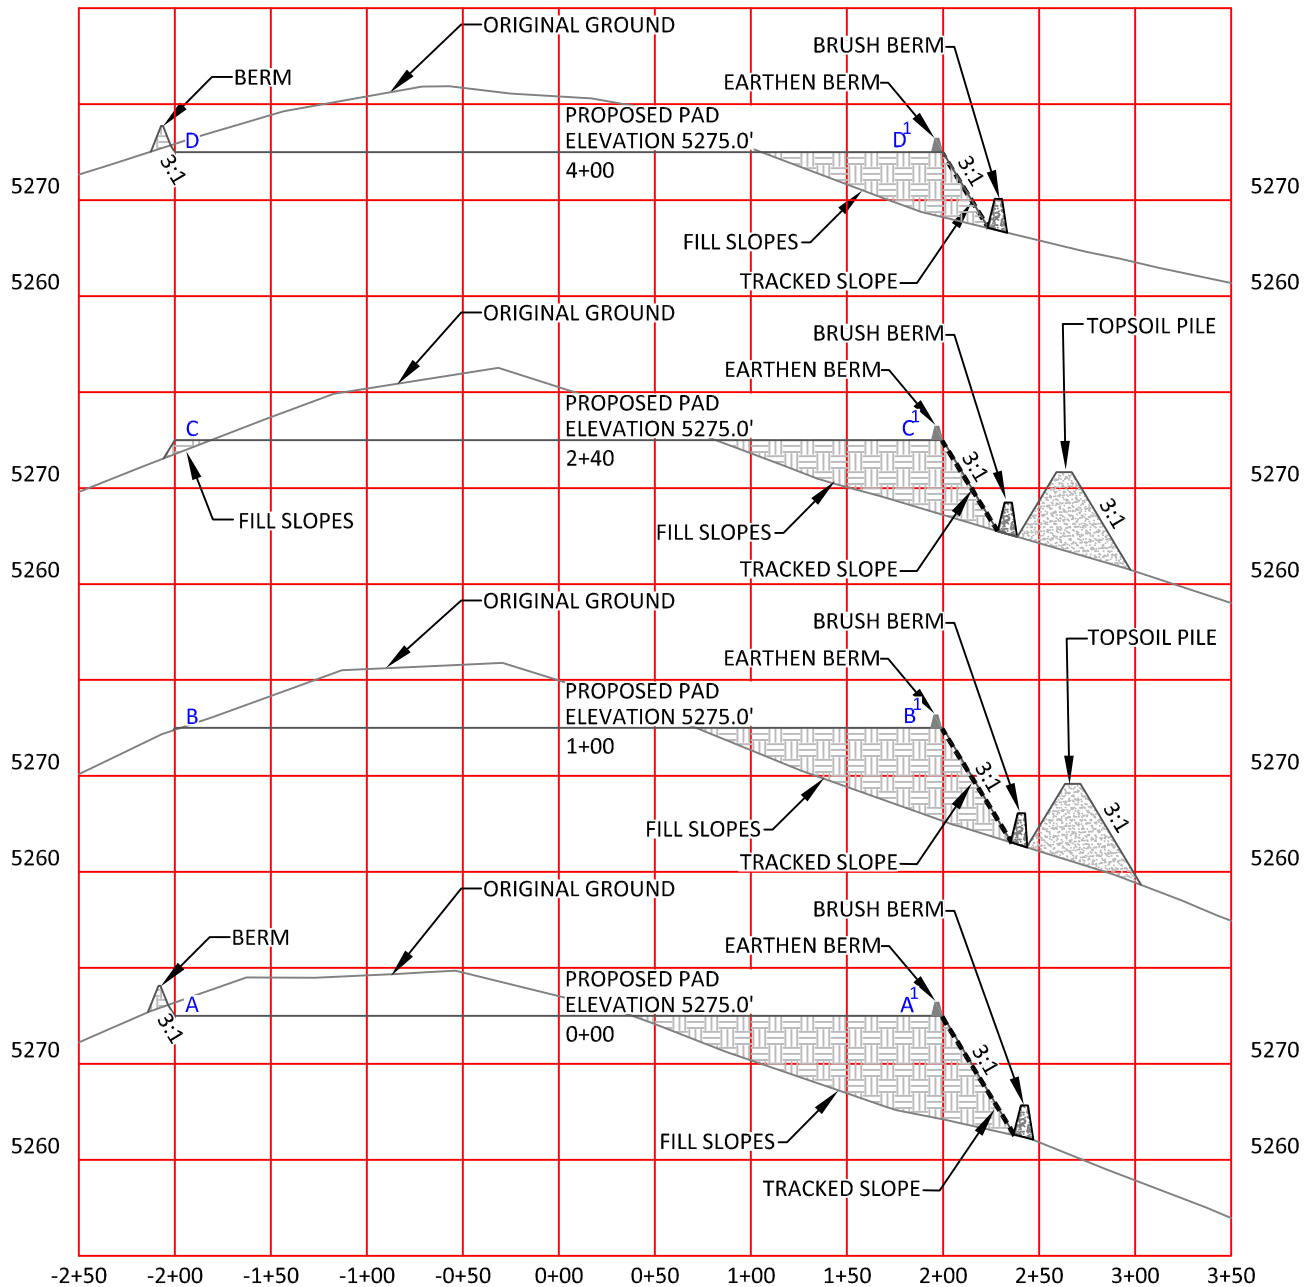 ORIGINAL GROUND
BRUSH BERM
BERM
EARTHEN BERM
PROPOSED PAD
ELEVATION 5275.0'
4+00
D
D1
3:1
3:1
5270
5270
FILL SLOPES
TRACKED SLOPE
5260
5260
ORIGINAL GROUND
BRUSH BERM
TOPSOIL PILE
EARTHEN BERM
PROPOSED PAD
ELEVATION 5275.0'
2+40
C
C1
3:1
5270
5270
3:1
FILL SLOPES
FILL SLOPES
TRACKED SLOPE
5260
5260
ORIGINAL GROUND
BRUSH BERM
TOPSOIL PILE
EARTHEN BERM
PROPOSED PAD
ELEVATION 5275.0'
1+00
B
B1
5270
5270
3:1
3:1
FILL SLOPES
TRACKED SLOPE
5260
5260
ORIGINAL GROUND
BRUSH BERM
BERM
EARTHEN BERM
PROPOSED PAD
ELEVATION 5275.0'
0+00
A
A1
3:1
3:1
5270
5270
FILL SLOPES
5260
5260
TRACKED SLOPE
-2+50 -2+00 -1+50 -1+00 -0+50 0+00 0+50 1+00 1+50 2+00 2+50 3+00 3+50